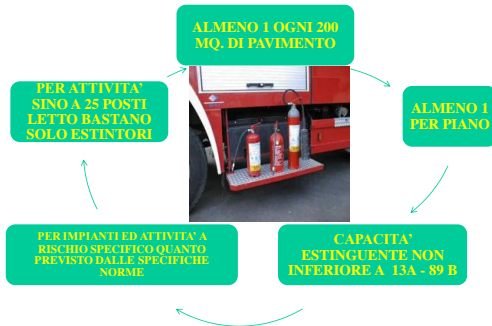 ALMENO 1 OGNI 200
MQ. DI PAVIMENTO
ALMENO 1
PER PIANO
CAPACITA'
ESTINGUENTE NON
INFERIORE A 13A - 89 B
PER IMPIANTI ED ATTIVITA' A
RISCHIO SPECIFICO QUANTO
PREVISTO DALLE SPECIFICHE
NORME
PER ATTIVITA'
SINO A 25 POSTI
LETTO BASTANO
SOLO ESTINTORI